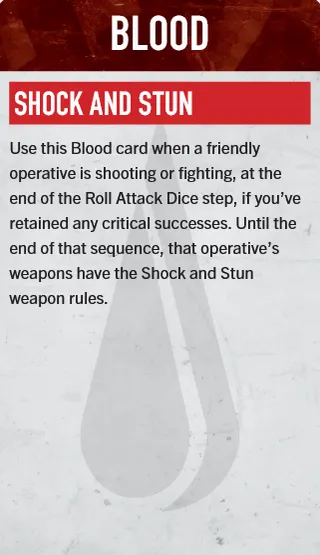 BLOOD
SHOCK AND STUN
Use this Blood card when a friendly
operative is shooting or fighting, at the
end of the Roll Attack Dice step, if you’ve
retained any critical successes. Until the
end of that sequence, that operative’s
weapons have the Shock and Stun
weapon rules.